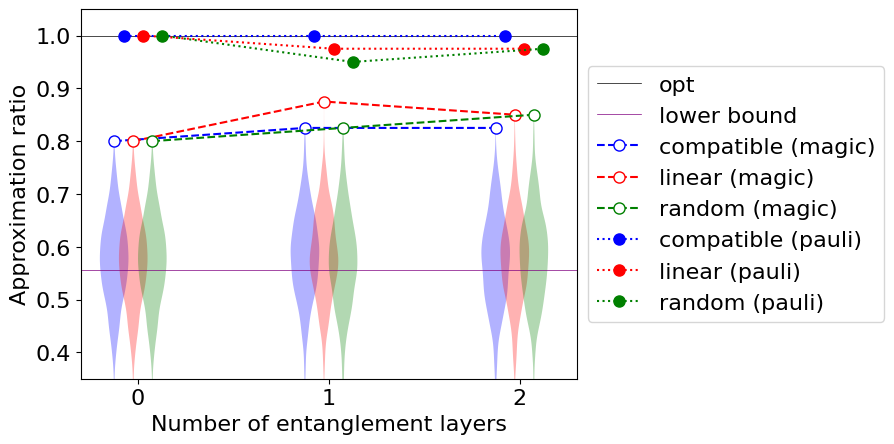 1.0
0.9
0.8
0.7
0.6
0.5
0.4
Approximation ratio
0 1 2
Number of entanglement layers
opt
lower bound
compatible (magic)
linear (magic)
random (magic)
compatible (pauli)
linear (pauli)
random (pauli)